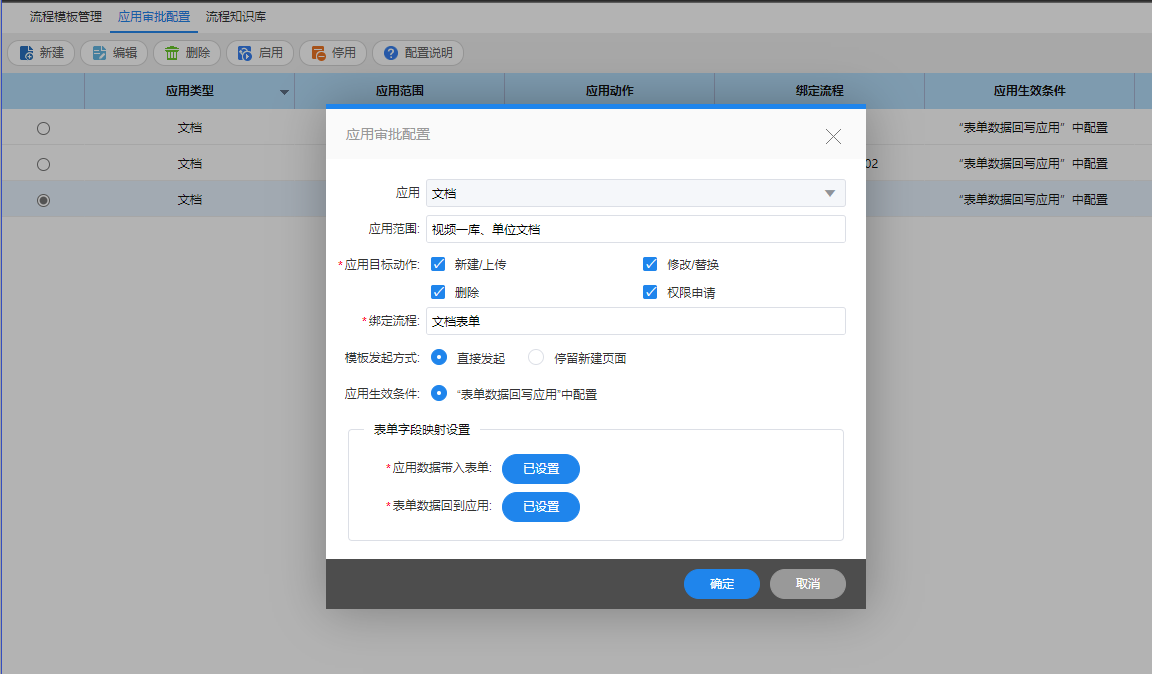 流程模板管理 应用审批配置 流程知识库
新建 编辑 删除 启用 停用 配置说明
应用类型 应用范围 应用动作 绑定流程 应用生效条件
文档 “表单数据回写应用”中配置
文档 02 “表单数据回写应用”中配置
文档 “表单数据回写应用”中配置
应用审批配置
应用 文档
应用范围: 视频一库、单位文档
*应用目标动作: 新建/上传 修改/替换
删除 权限申请
*绑定流程: 文档表单
模板发起方式: 直接发起 停留新建页面
应用生效条件: “表单数据回写应用”中配置
表单字段映射设置
*应用数据带入表单: 已设置
*表单数据回到应用: 已设置
确定 取消